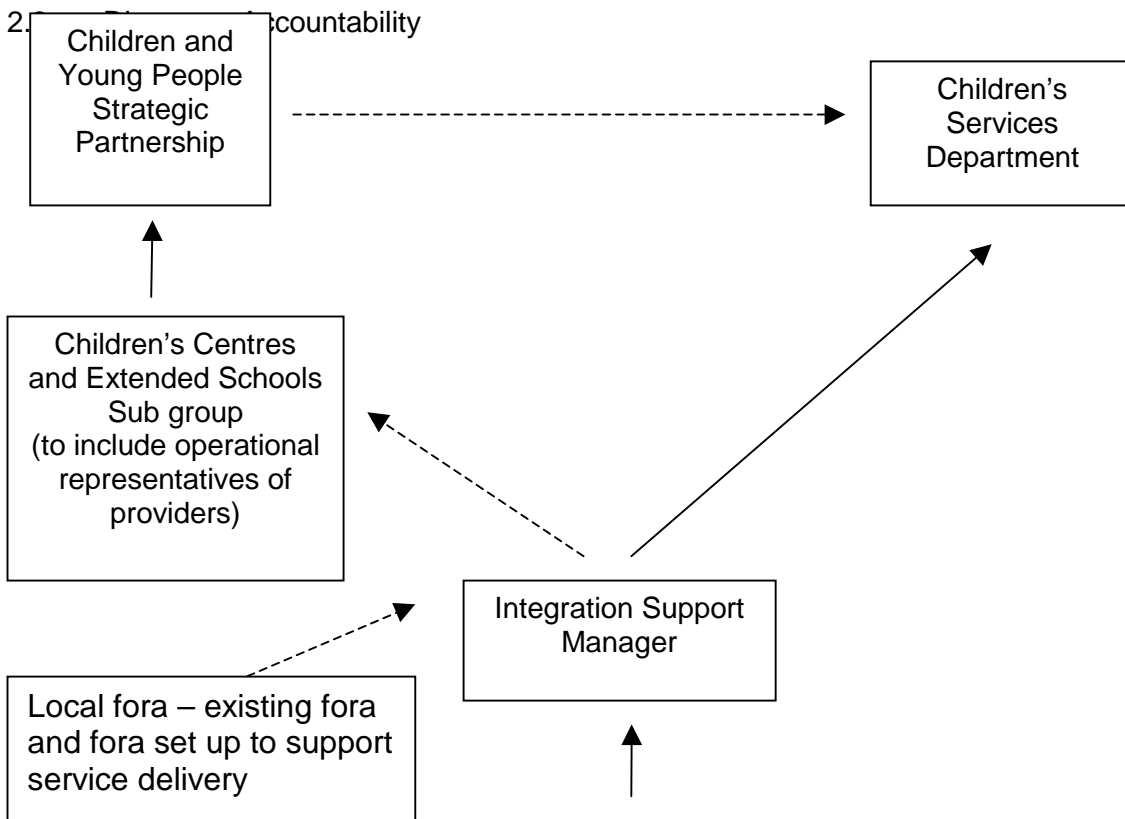 2.
Accountability
Children and
Young People
Strategic
Partnership
Children’s
Services
Department
Children’s Centres
and Extended Schools
Sub group
(to include operational
representatives of
providers)
Integration Support
Manager
Local fora – existing fora
and fora set up to support
service delivery